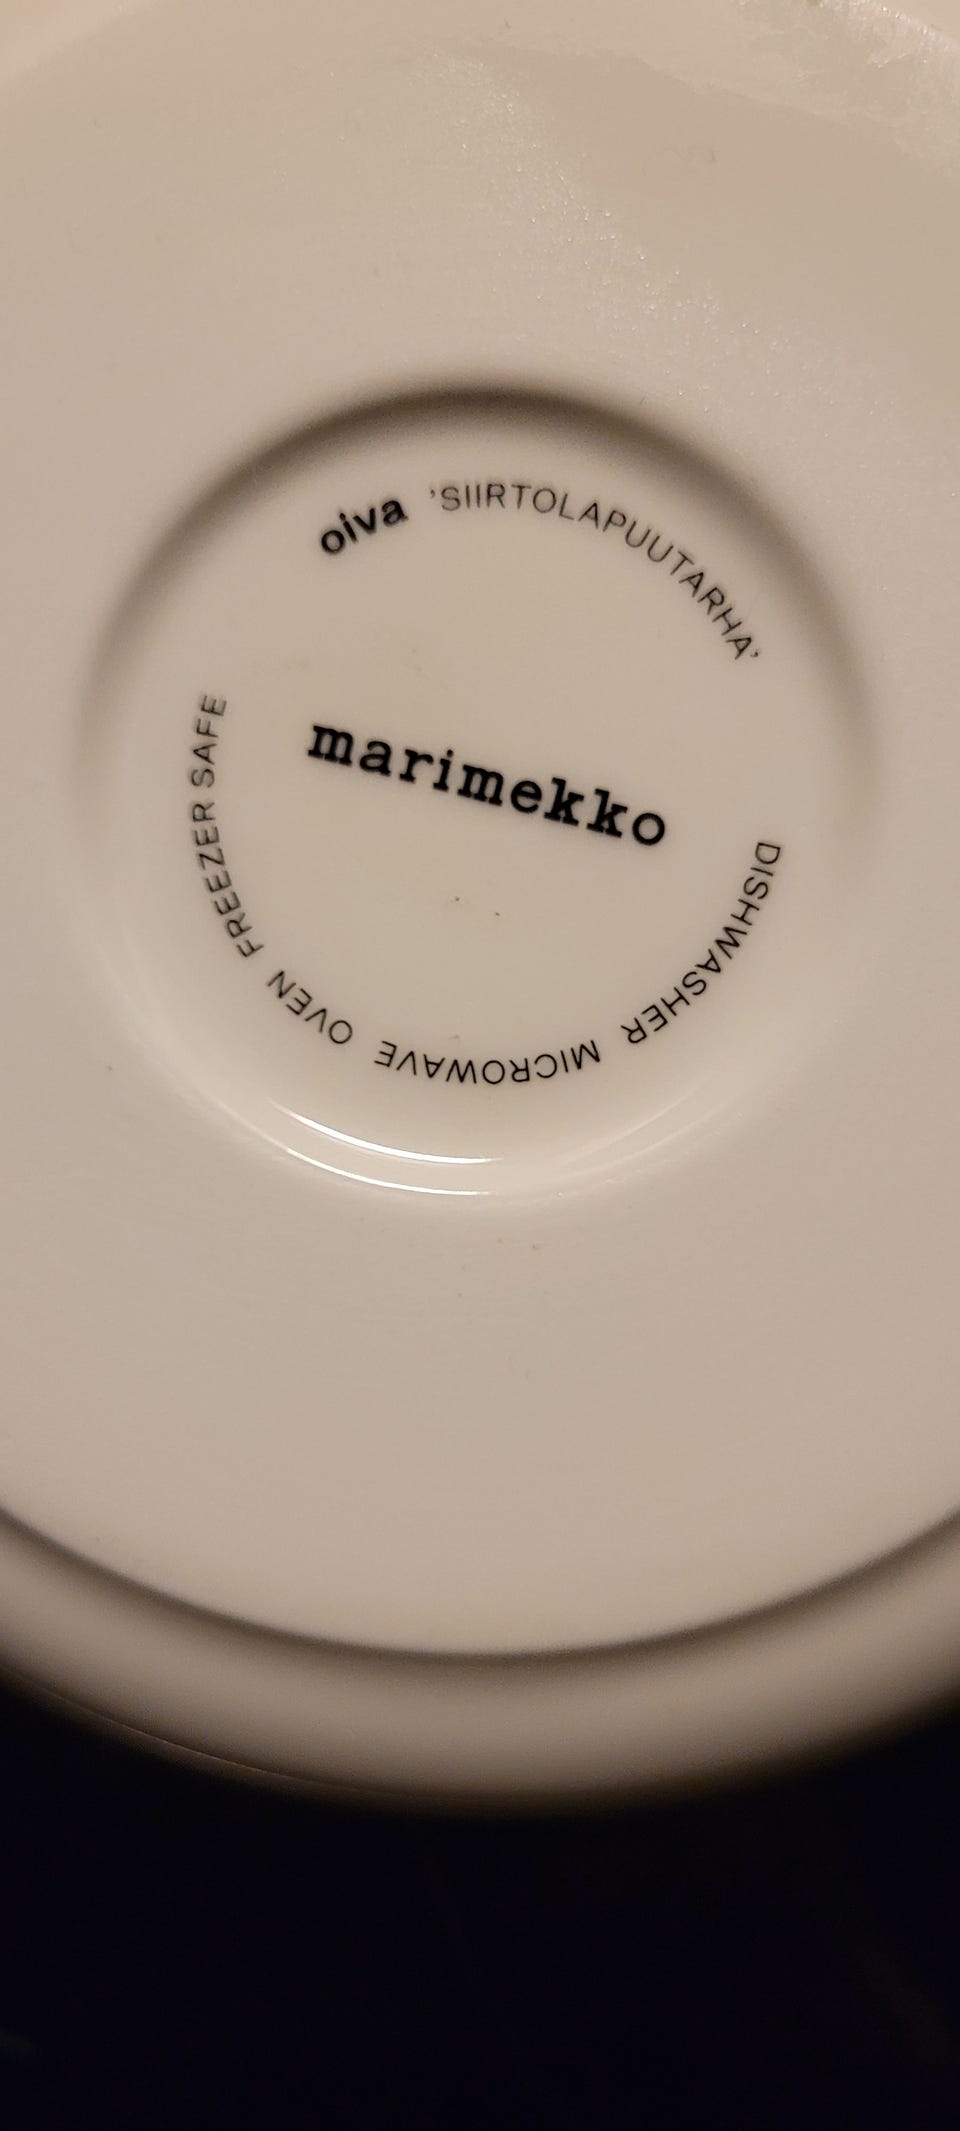 oiva 'SIIRTOLAPUUTARHA'
marimekko
DISHWASHER MICROWAVE OVEN FREEZER SAFE